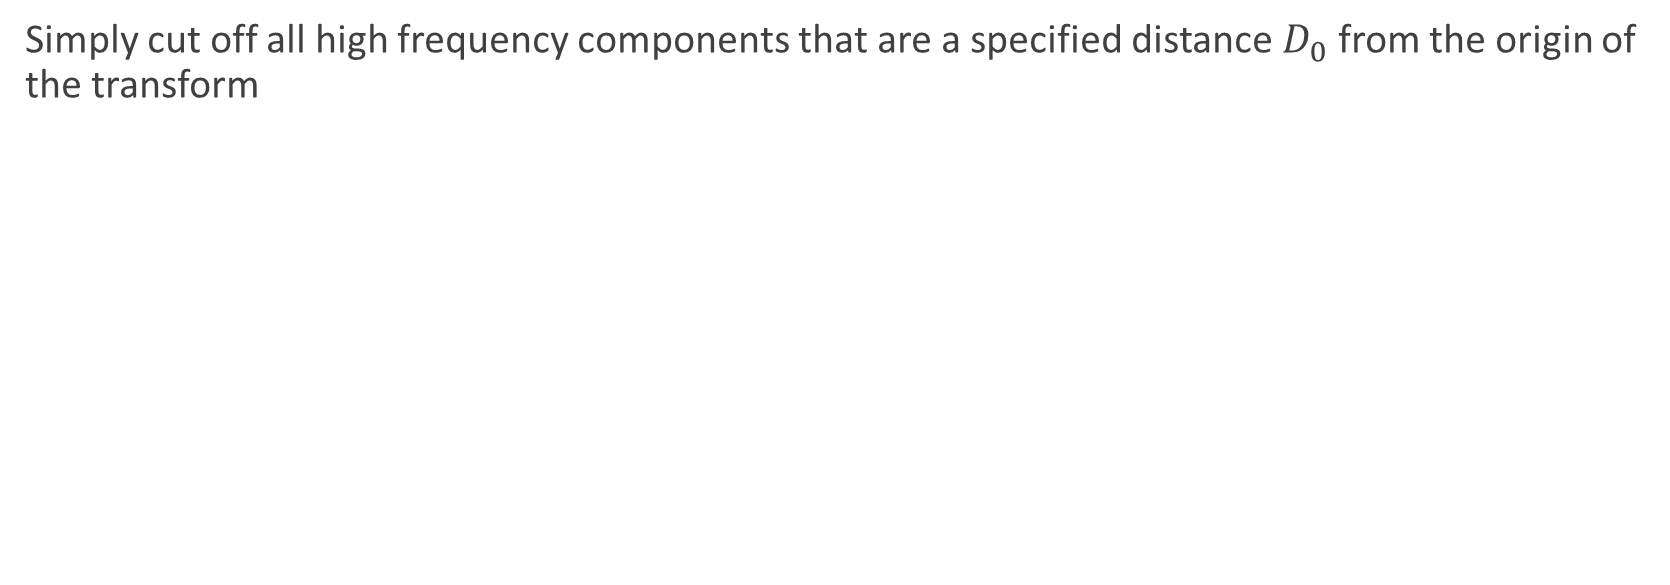 Simply cut off all high frequency components that are a specified distance D₀ from the origin of
the transform